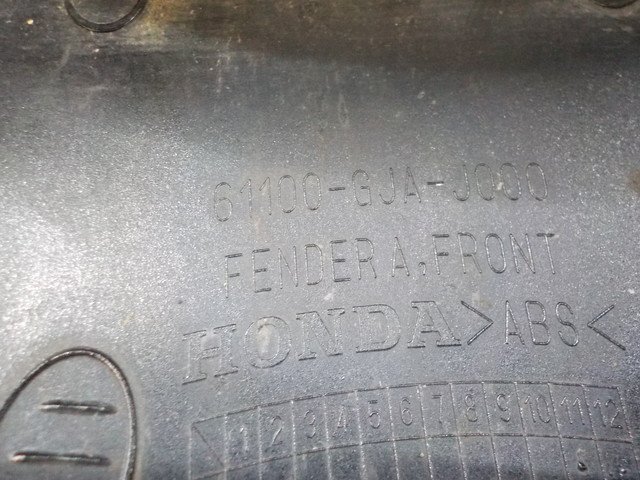 61100-GJA-J000
FENDER A, FRONT
HONDA >ABS<
1 2 3 4 5 6 7 8 9 10 11 12